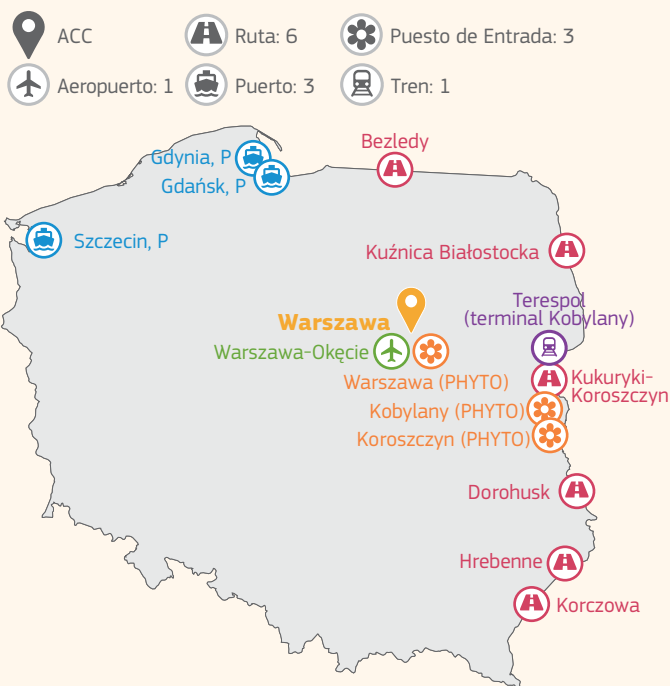 ACC
Ruta: 6
Puesto de Entrada: 3
Aeropuerto: 1
Puerto: 3
Tren: 1
Bezledy
Gdynia, P
Gdańsk, P
Szczecin, P
Kuźnica Białostocka
Terespol
(terminal Kobylany)
Warszawa
Warszawa-Okęcie
Warszawa (PHYTO)
Kukuryki-
Koroszczyn
Kobylany (PHYTO)
Koroszczyn (PHYTO)
Dorohusk
Hrebenne
Korczowa